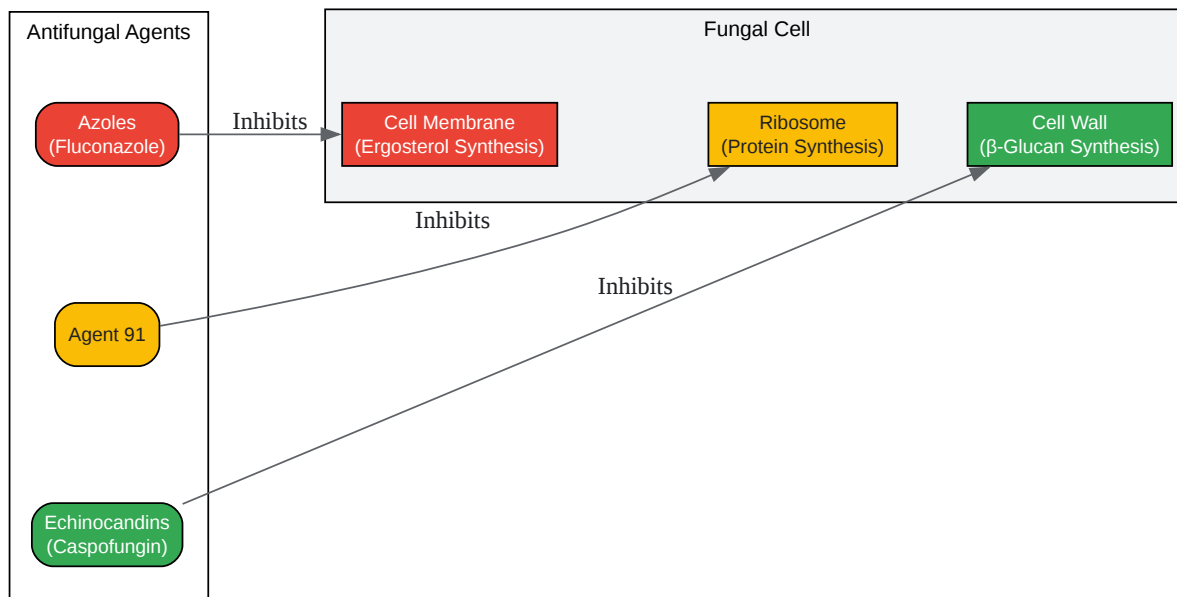 Antifungal Agents
Fungal Cell
Azoles
(Fluconazole)
Inhibits
Cell Membrane
(Ergosterol Synthesis)
Ribosome
(Protein Synthesis)
Cell Wall
(β-Glucan Synthesis)
Inhibits
Inhibits
Agent 91
Echinocandins
(Caspofungin)